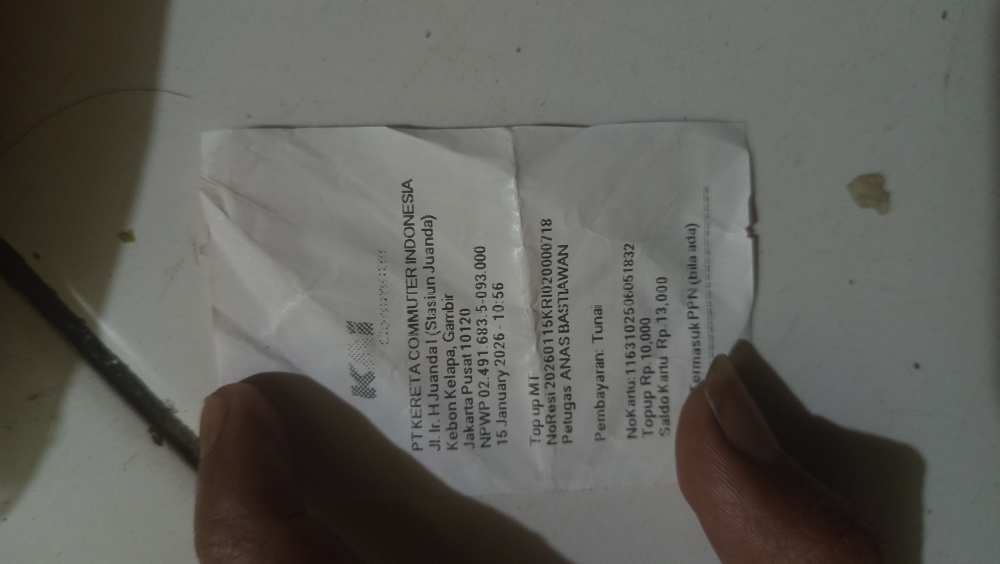 KCI
Commuter
PT KERETA COMMUTER INDONESIA
Jl. Ir. H Juanda I (Stasiun Juanda)
Kebon Kelapa, Gambir
Jakarta Pusat 10120
NPWP 02.491.683.5-093.000
15 January 2026 - 10:56
Top up M T
NoResi 20260115KRI020000718
Petugas ANAS BASTIAWAN
Pembayaran: Tunai
NoKartu:1163102506051832
Topup Rp. 10,000
Saldo Kartu Rp. 13,000
Termasuk PPN (bila ada)